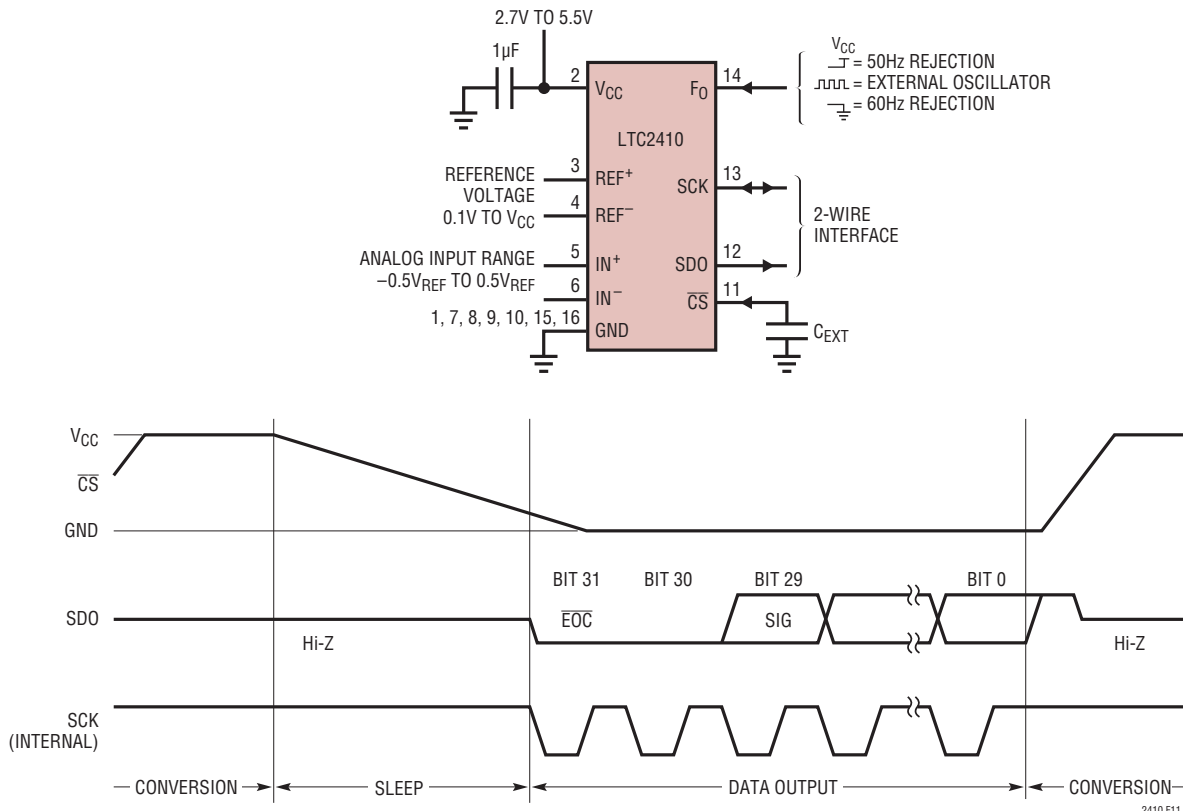 2.7V TO 5.5V
1µF
2
VCC
FO
14
VCC
= 50Hz REJECTION
= EXTERNAL OSCILLATOR
= 60Hz REJECTION
LTC2410
REFERENCE
VOLTAGE
0.1V TO VCC
3
REF+
4
REF−
SCK
13
2-WIRE
INTERFACE
ANALOG INPUT RANGE
−0.5VREF TO 0.5VREF
5
IN+
6
IN−
SDO
12
CS
11
1, 7, 8, 9, 10, 15, 16
GND
CEXT
VCC
CS
GND
BIT 31
BIT 30
BIT 29
BIT 0
SDO
EOC
SIG
Hi-Z
Hi-Z
SCK
(INTERNAL)
CONVERSION
SLEEP
DATA OUTPUT
CONVERSION
2410 F11